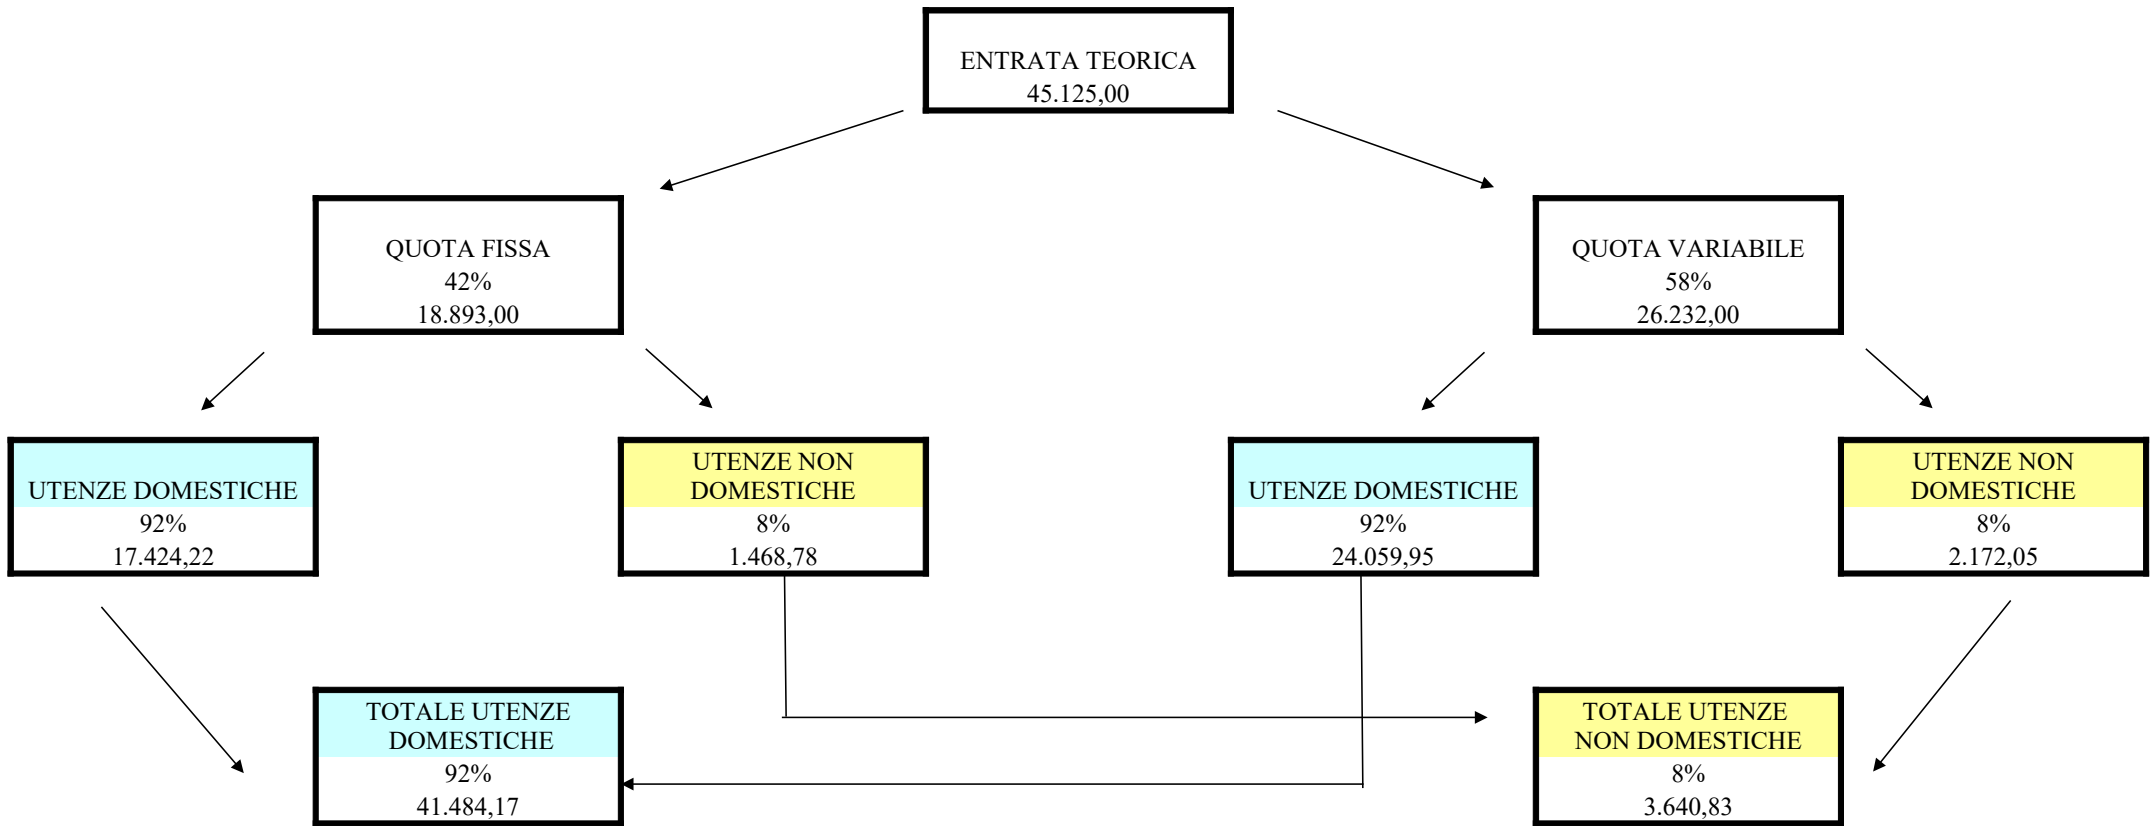 ENTRATA TEORICA
45.125,00
QUOTA FISSA
42%
18.893,00
QUOTA VARIABILE
58%
26.232,00
UTENZE DOMESTICHE
92%
17.424,22
UTENZE NON
DOMESTICHE
8%
1.468,78
UTENZE DOMESTICHE
92%
24.059,95
UTENZE NON
DOMESTICHE
8%
2.172,05
TOTALE UTENZE
DOMESTICHE
92%
41.484,17
TOTALE UTENZE
NON DOMESTICHE
8%
3.640,83